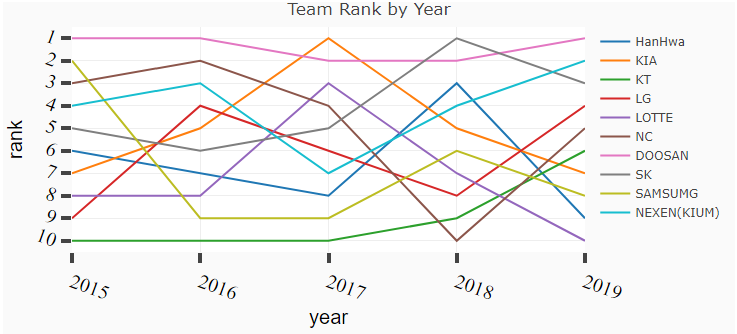 Team Rank by Year
1
2
3
4
5
6
7
8
9
10
rank
2015 2016 2017 2018 2019
year
HanHwa
KIA
KT
LG
LOTTE
NC
DOOSAN
SK
SAMSUMG
NEXEN(KIUM)